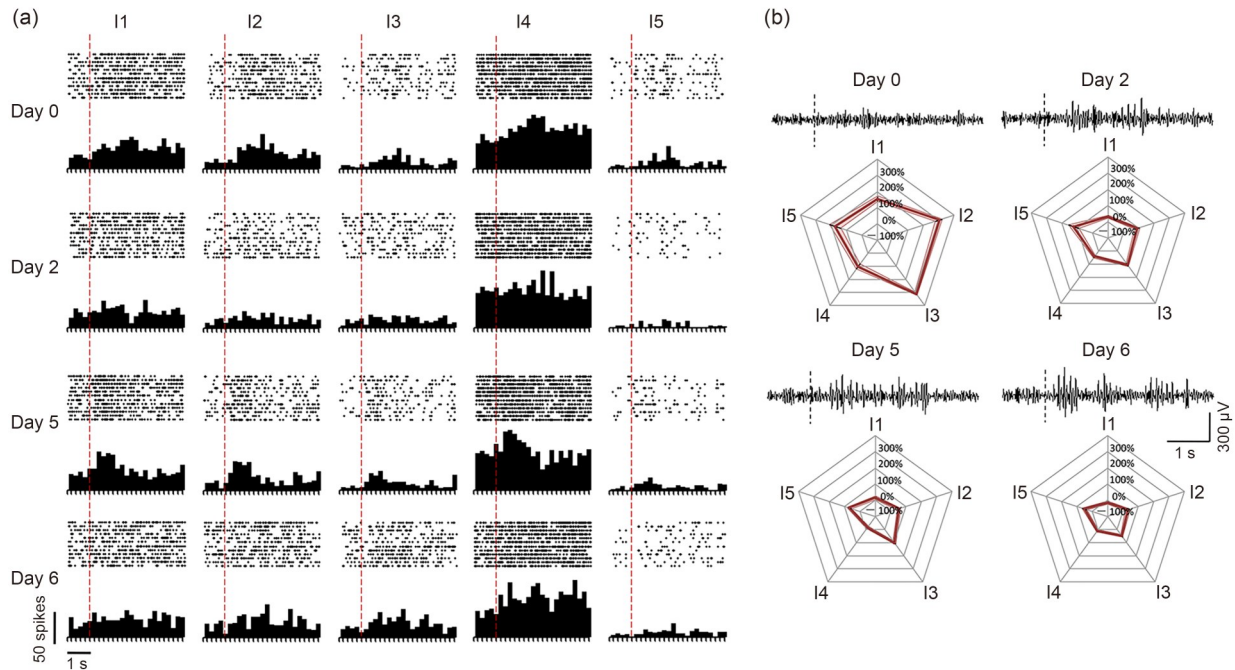 (a)
I1 I2 I3 I4 I5
Day 0
Day 2
Day 5
Day 6
50 spikes
1 s
(b)
Day 0 Day 2
I1
300%
200%
100%
0%
－100%
I2
I3
I4
I5
I1
300%
200%
100%
0%
－100%
I2
I3
I4
I5
Day 5 Day 6
1 s
300 μV
I1
300%
200%
100%
0%
－100%
I2
I3
I4
I5
I1
300%
200%
100%
0%
－100%
I2
I3
I4
I5